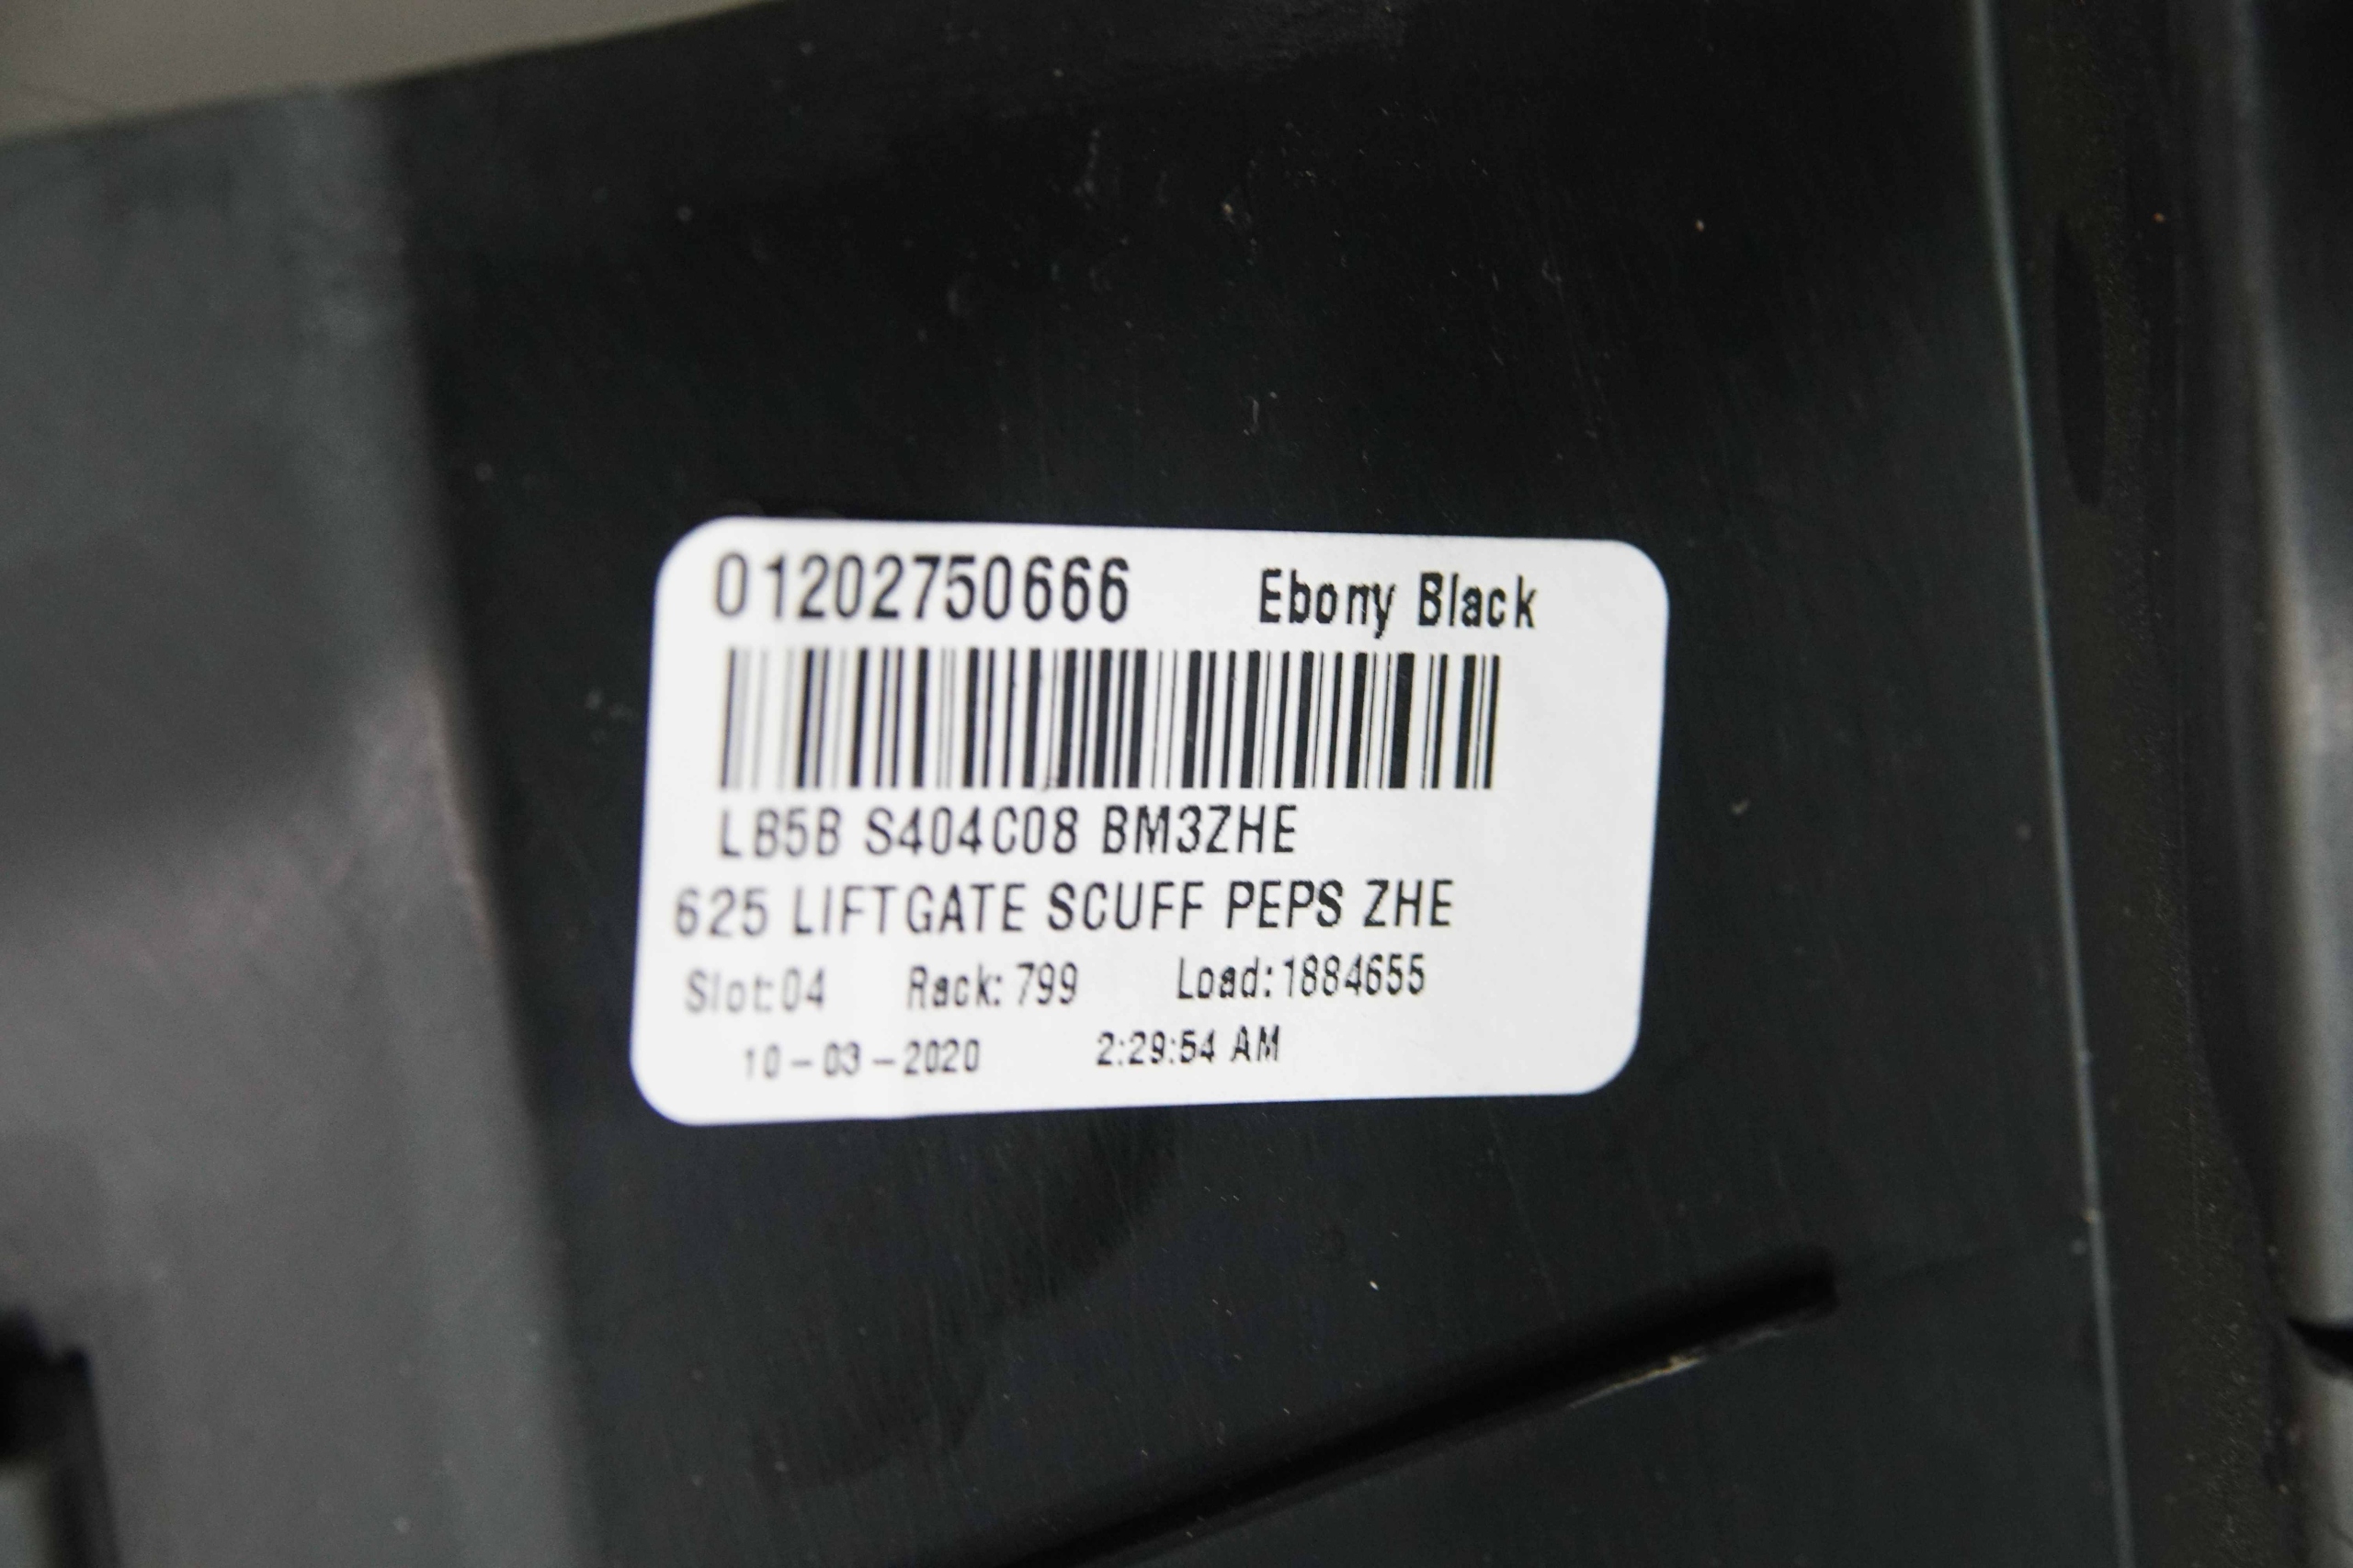 01202750666 Ebony Black
LB5B S404C08 BM3ZHE
625 LIFTGATE SCUFF PEPS ZHE
Slot:04 Rack: 799 Load:1884655
10-03-2020 2:29:54 AM